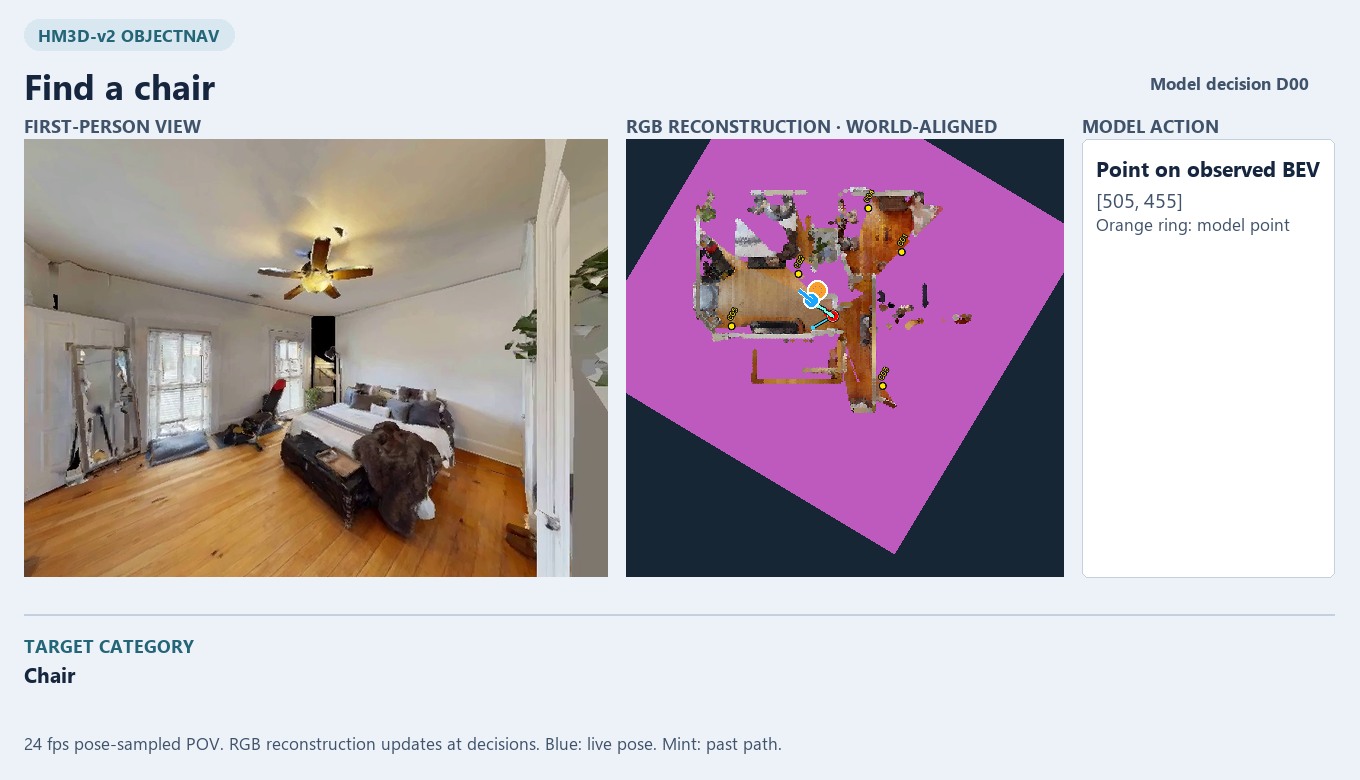 HM3D-v2 OBJECTNAV
Find a chair
Model decision D00
FIRST-PERSON VIEW
RGB RECONSTRUCTION · WORLD-ALIGNED
MODEL ACTION
Point on observed BEV
[505, 455]
Orange ring: model point
TARGET CATEGORY
Chair
24 fps pose-sampled POV. RGB reconstruction updates at decisions. Blue: live pose. Mint: past path.